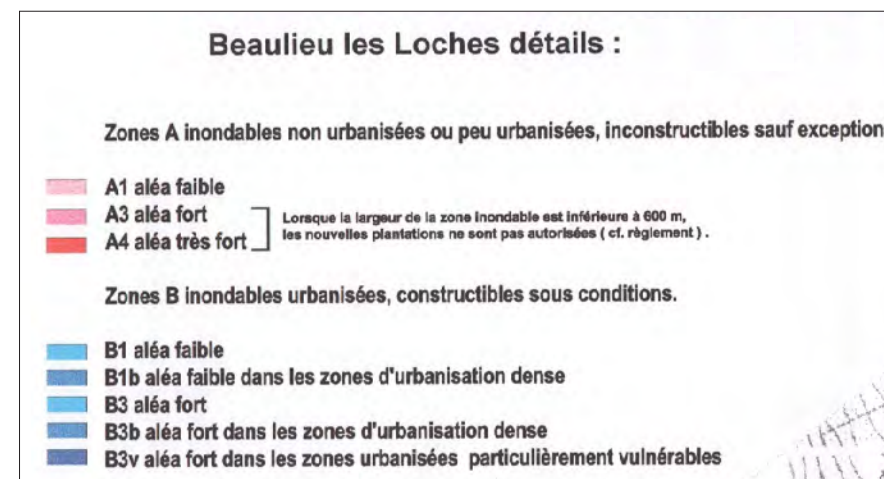 Beaulieu les Loches détails :
Zones A inondables non urbanisées ou peu urbanisées, inconstructibles sauf exception
A1 aléa faible
A3 aléa fort
A4 aléa très fort
Lorsque la largeur de la zone inondable est inférieure à 600 m,
les nouvelles plantations ne sont pas autorisées ( cf. règlement ) .
Zones B inondables urbanisées, constructibles sous conditions.
B1 aléa faible
B1b aléa faible dans les zones d'urbanisation dense
B3 aléa fort
B3b aléa fort dans les zones d'urbanisation dense
B3v aléa fort dans les zones urbanisées particulièrement vulnérables